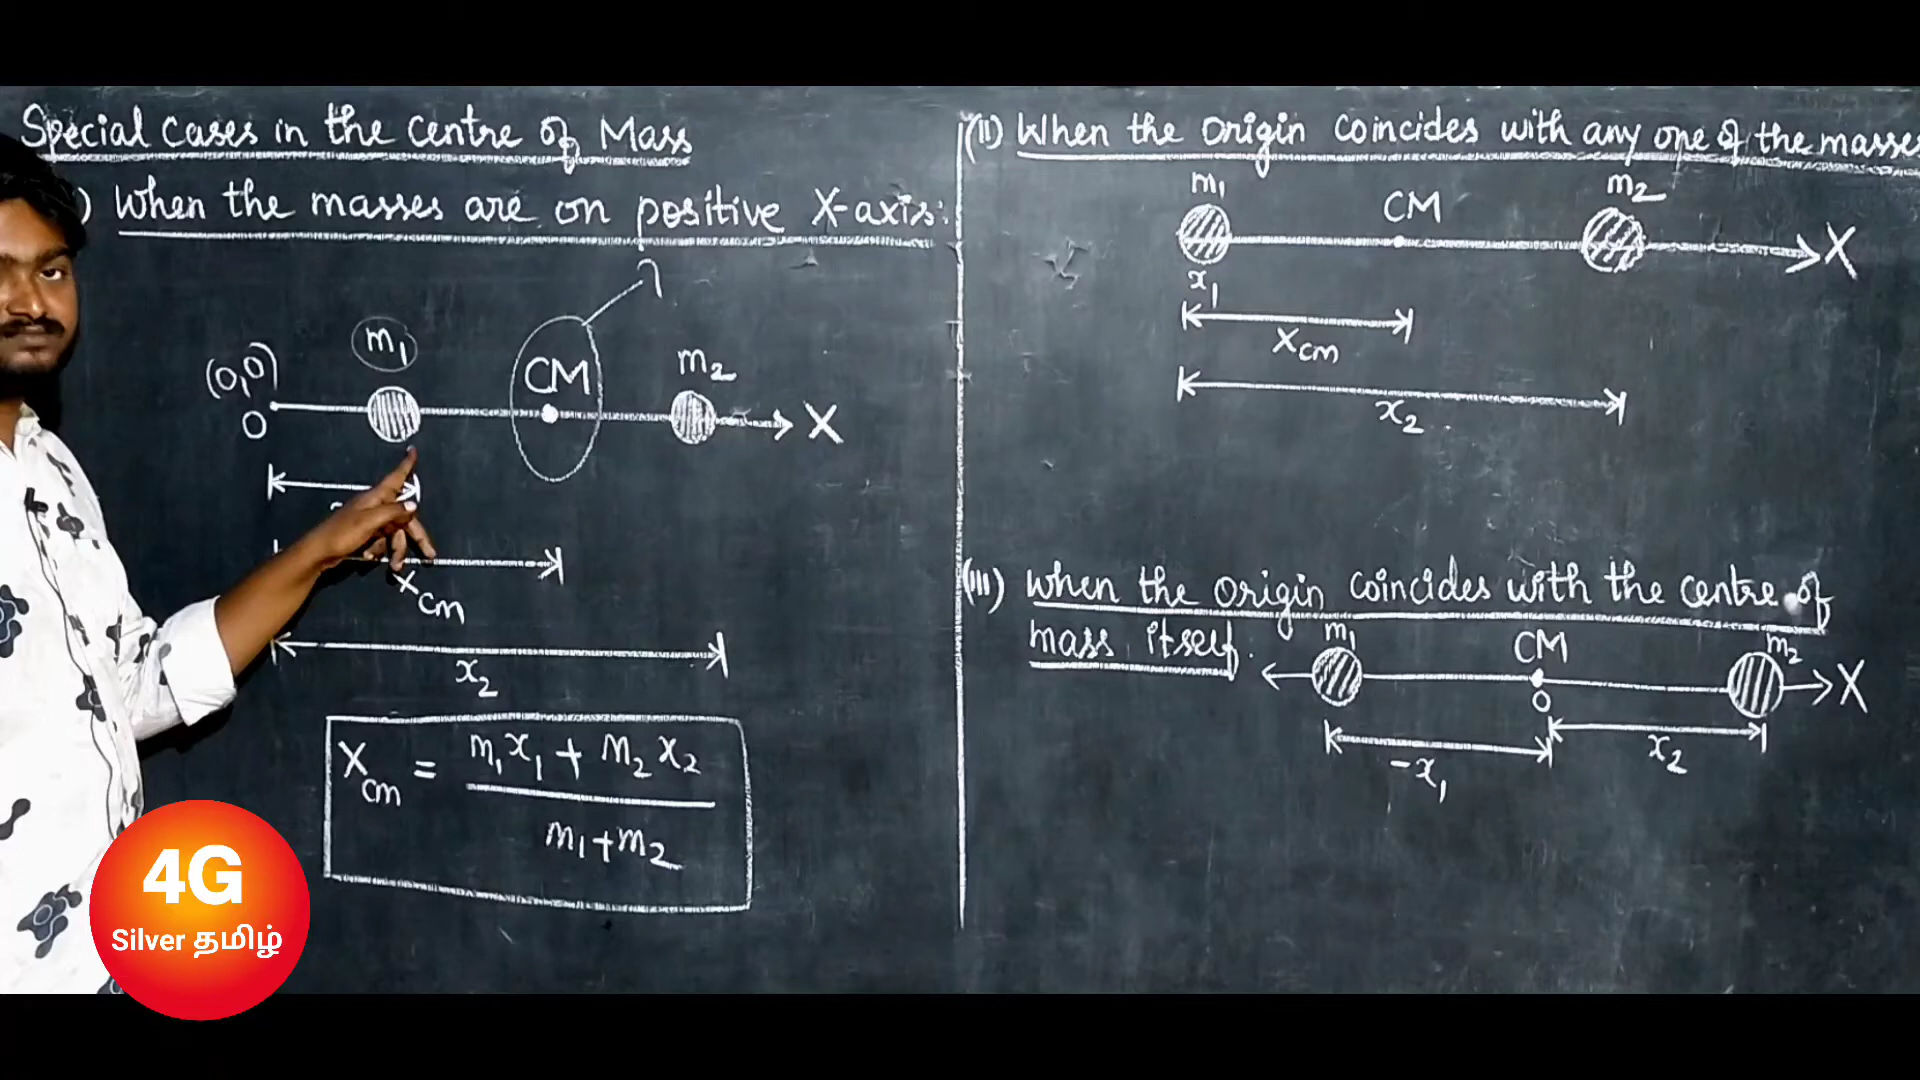 Special Cases in the Centre of Mass
) When the masses are on positive X-axis:
?
m1
CM
m2
(0,0)
O
X
xcm
x2
Xcm = m1x1 + m2x2
m1+m2
(ii) When the origin coincides with any one of the masses
m1
CM
m2
X
x1
Xcm
x2
(iii) When the origin coincides with the centre of
mass itself.
m1
CM
m2
O
X
-x1
x2
4G
Silver தமிழ்